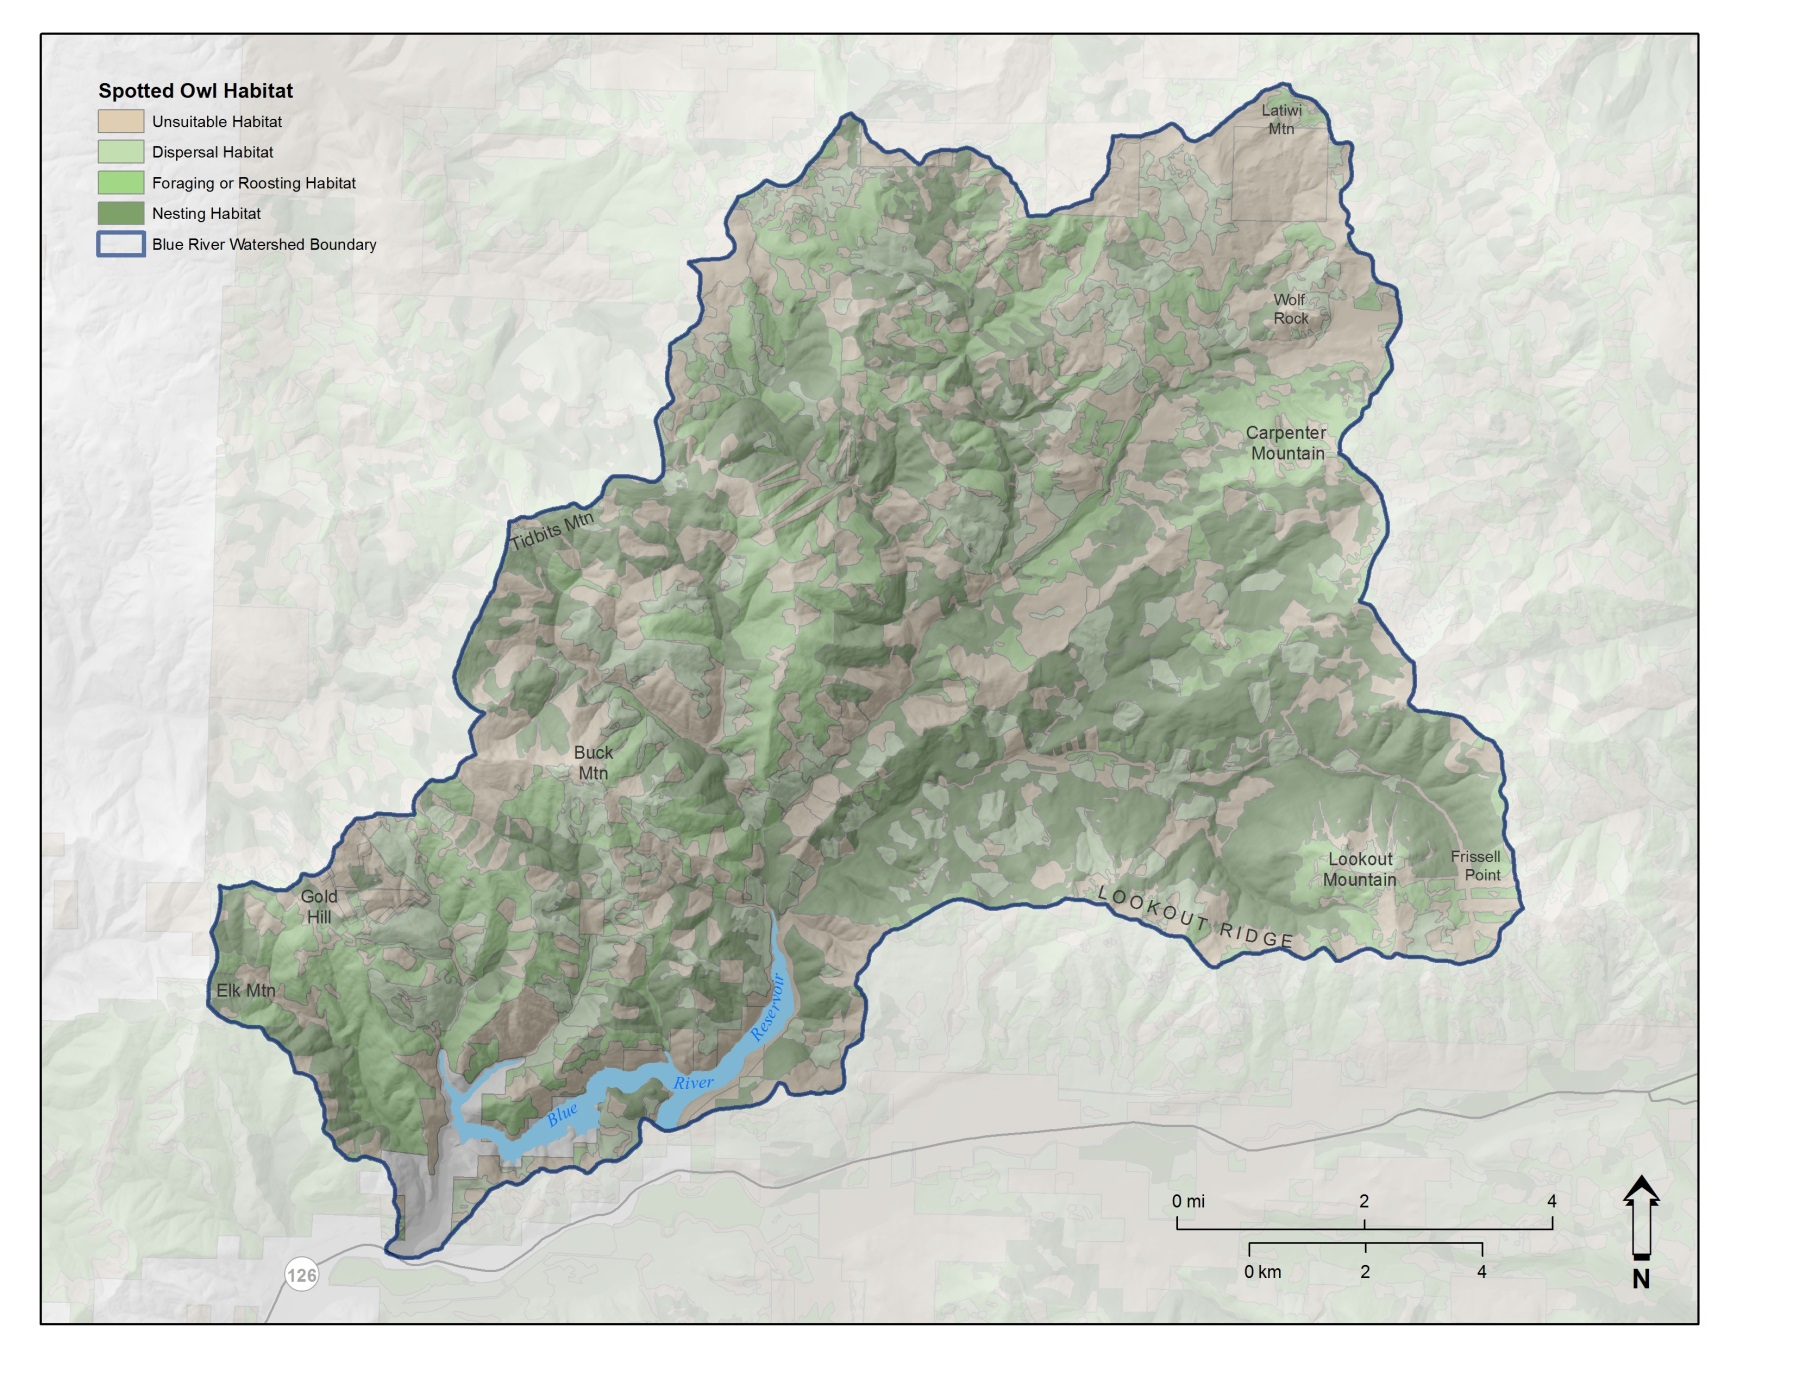 Spotted Owl Habitat
Unsuitable Habitat
Dispersal Habitat
Foraging or Roosting Habitat
Nesting Habitat
Blue River Watershed Boundary
Latiwi
Mtn
Wolf
Rock
Carpenter
Mountain
Tidbits Mtn
Buck
Mtn
Lookout
Mountain
Frissell
Point
Gold
Hill
LOOKOUT RIDGE
Elk Mtn
Blue
River
Reservoir
0 mi 2 4
0 km 2 4
N
126